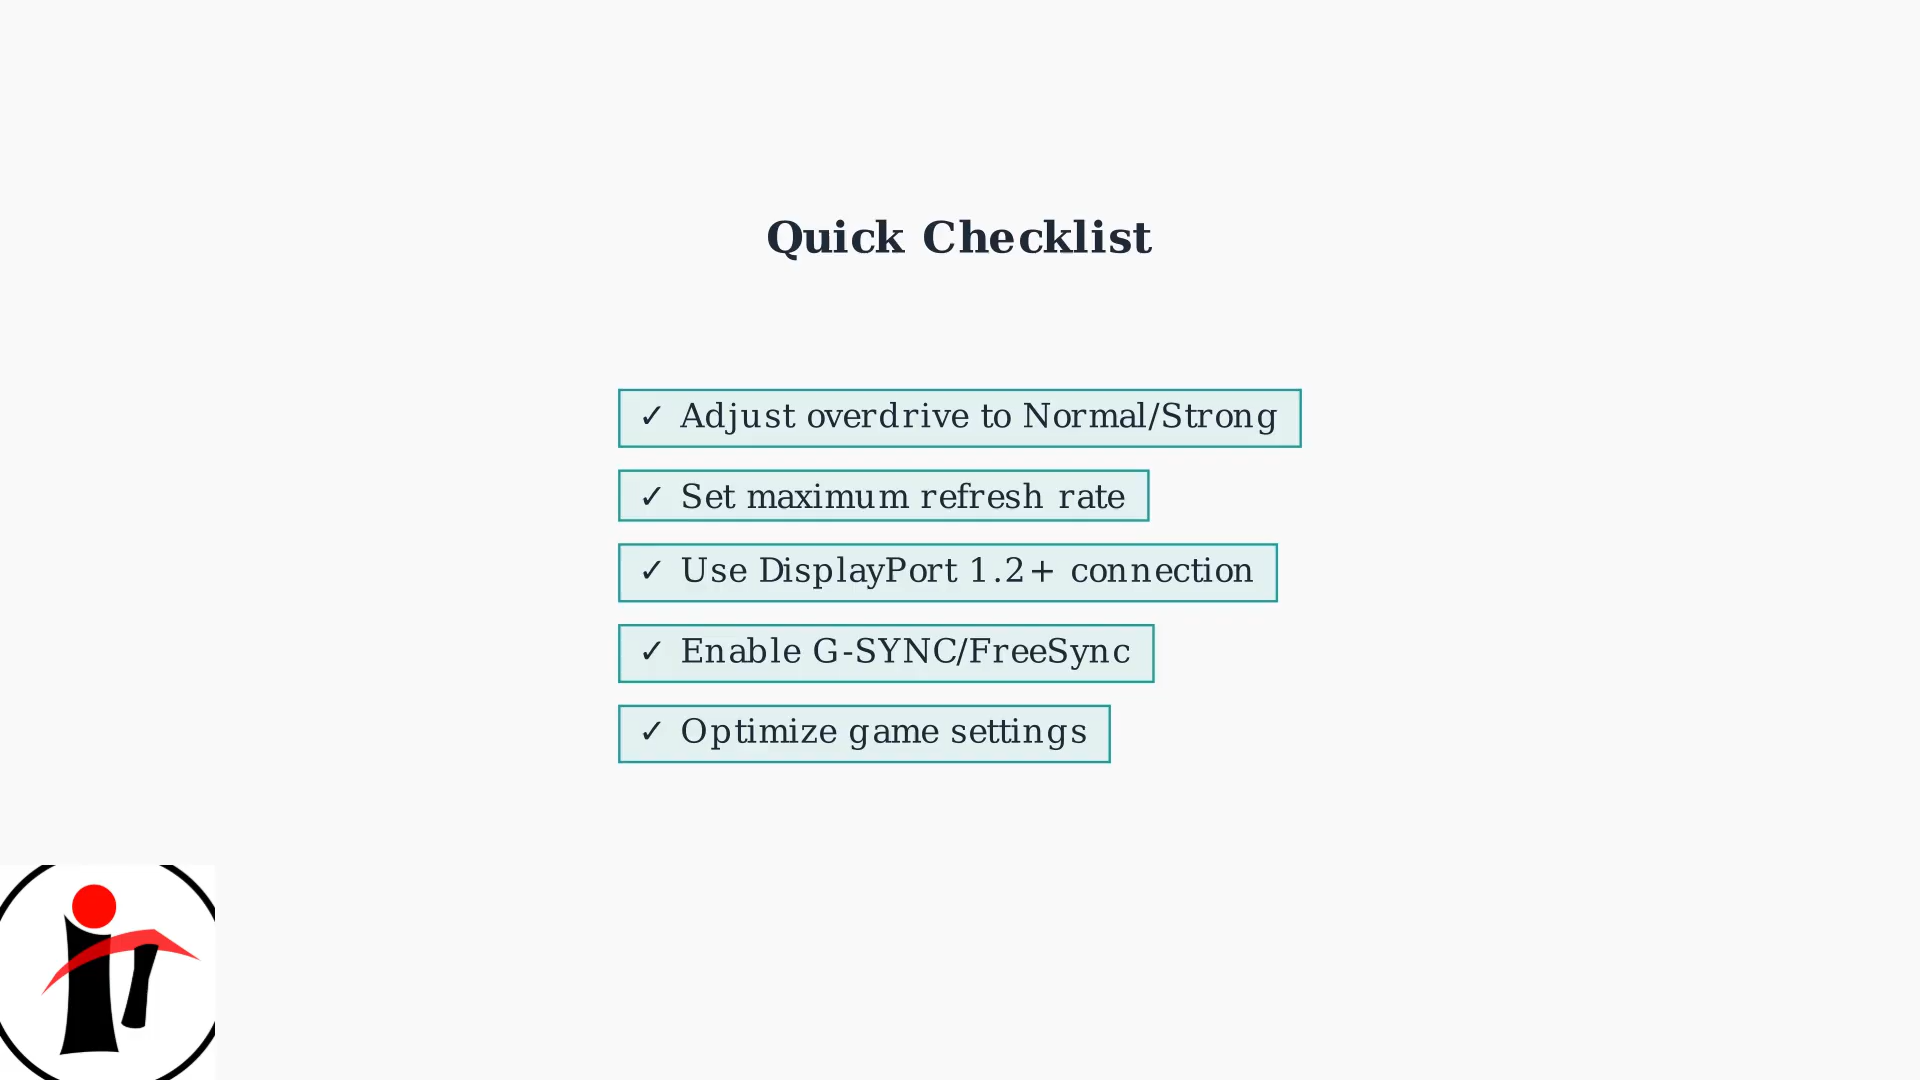 Quick Checklist
✓ Adjust overdrive to Normal/Strong
✓ Set maximum refresh rate
✓ Use DisplayPort 1.2+ connection
✓ Enable G-SYNC/FreeSync
✓ Optimize game settings